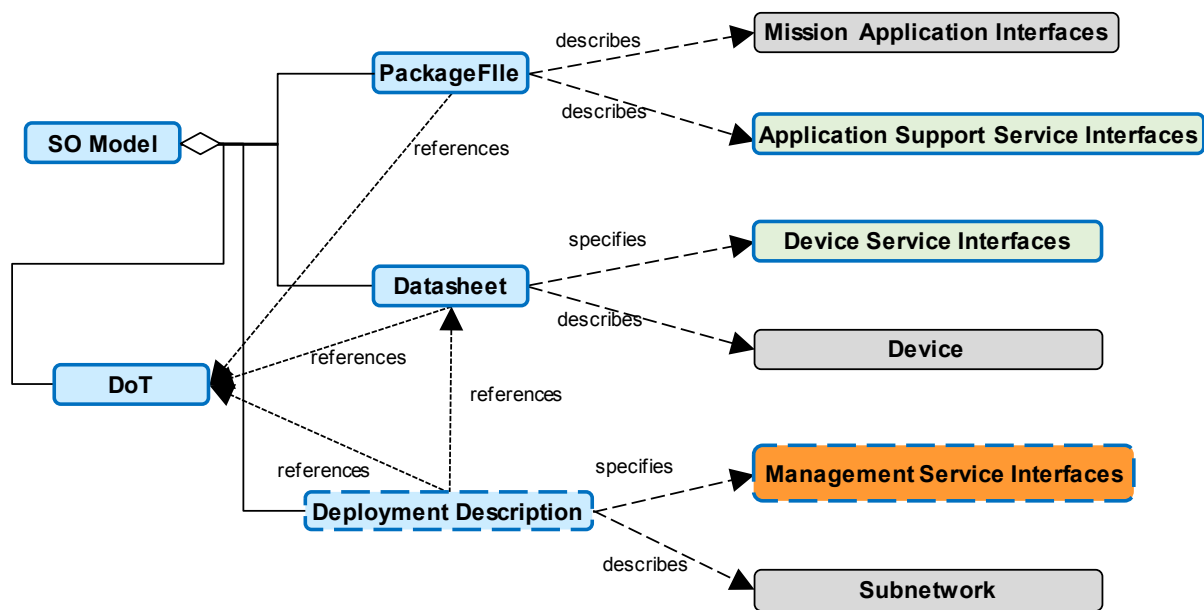 describes
Mission Application Interfaces
PackageFIle
describes
Application Support Service Interfaces
SO Model
references
specifies
Device Service Interfaces
Datasheet
describes
references
Device
DoT
references
references
specifies
Management Service Interfaces
Deployment Description
describes
Subnetwork